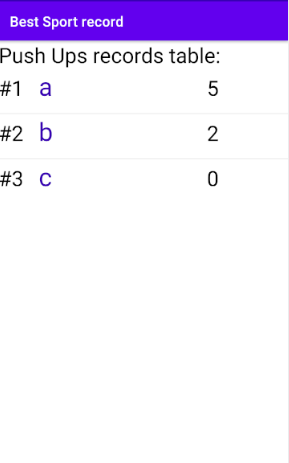 Best Sport record
Push Ups records table:
#1 a 5
#2 b 2
#3 c 0